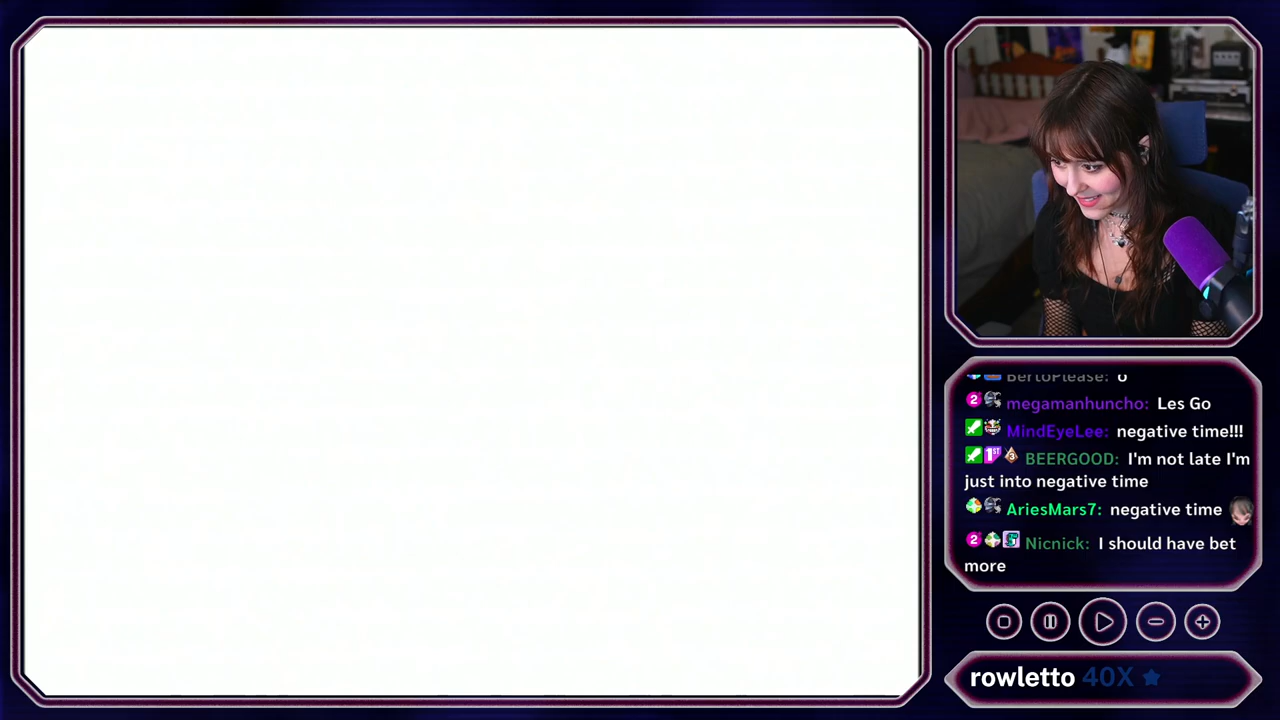 BertoPlease: o
megamanhuncho: Les Go
MindEyeLee: negative time!!!
BEERGOOD: I'm not late I'm
just into negative time
AriesMars7: negative time
Nicnick: I should have bet
more
rowletto 40X